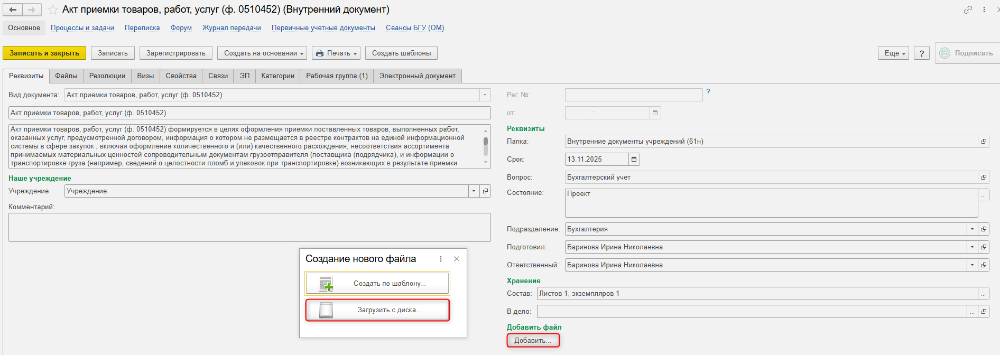 Акт приемки товаров, работ, услуг (ф. 0510452) (Внутренний документ)
Основное Процессы и задачи Переписка Форум Журнал передачи Первичные учетные документы Сеансы БГУ (ОМ)
Записать и закрыть Записать Зарегистрировать Создать на основании Печать Создать шаблоны Еще ? Подписать
Реквизиты Файлы Резолюции Визы Свойства Связи ЭП Категории Рабочая группа (1) Электронный документ
Вид документа: Акт приемки товаров, работ, услуг (ф. 0510452)
Акт приемки товаров, работ, услуг (ф. 0510452)
Акт приемки товаров, работ, услуг (ф. 0510452) формируется в целях оформления приемки поставленных товаров, выполненных работ,
оказанных услуг, предусмотренной договором, информация о котором не размещается в реестре контрактов на единой информационной
системы в сфере закупок , включая оформление количественного и (или) качественного расхождения, несоответствия ассортимента
принимаемых материальных ценностей сопроводительным документам грузоотправителя (поставщика (подрядчика), и информации о
транспортировке груза (например, сведений о целостности пломб и упаковок при транспортировке) возникающих в результате приемки
Наше учреждение
Учреждение: Учреждение
Комментарий:
Рег. №: ?
от: . . :
Реквизиты
Папка: Внутренние документы учреждений (61н)
Срок: 13.11.2025
Вопрос: Бухгалтерский учет
Состояние: Проект ...
Подразделение: Бухгалтерия
Подготовил: Баринова Ирина Николаевна
Ответственный: Баринова Ирина Николаевна
Хранение
Состав: Листов 1, экземпляров 1 ...
В дело: ...
Добавить файл
Добавить...
Создание нового файла
Создать по шаблону...
Загрузить с диска...